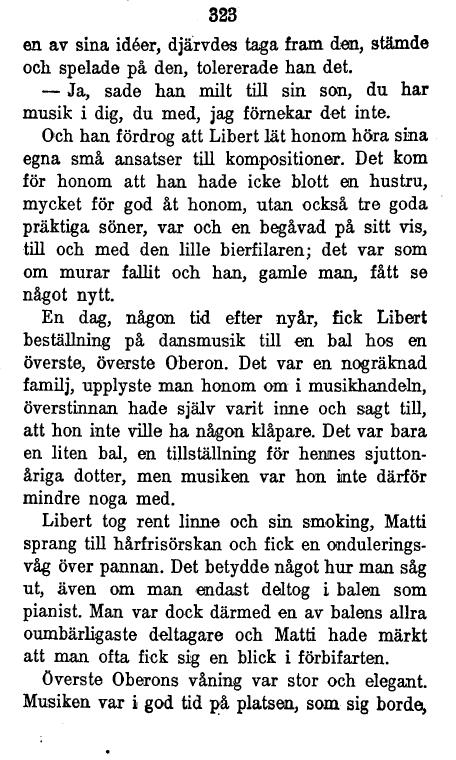 323
en av sina idéer, djärvdes taga fram den, stämde
och spelade på den, tolererade han det.
— Ja, sade han milt till sin son, du har
musik i dig, du med, jag förnekar det inte.
Och han fördrog att Libert lät honom höra sina
egna små ansatser till kompositioner. Det kom
för honom att han hade icke blott en hustru,
mycket för god åt honom, utan också tre goda
präktiga söner, var och en begåvad på sitt vis,
till och med den lille bierfilaren; det var som
om murar fallit och han, gamle man, fått se
något nytt.
En dag, någon tid efter nyår, fick Libert
beställning på dansmusik till en bal hos en
överste, överste Oberon. Det var en nogräknad
familj, upplyste man honom om i musikhandeln,
överstinnan hade själv varit inne och sagt till,
att hon inte ville ha någon klåpare. Det var bara
en liten bal, en tillställning för hennes sjutton-
åriga dotter, men musiken var hon inte därför
mindre noga med.
Libert tog rent linne och sin smoking, Matti
sprang till hårfrisörskan och fick en ondulerings-
våg över pannan. Det betydde något hur man såg
ut, även om man endast deltog i balen som
pianist. Man var dock därmed en av balens allra
oumbärligaste deltagare och Matti hade märkt
att man ofta fick sig en blick i förbifarten.
Överste Oberons våning var stor och elegant.
Musiken var i god tid på platsen, som sig borde,